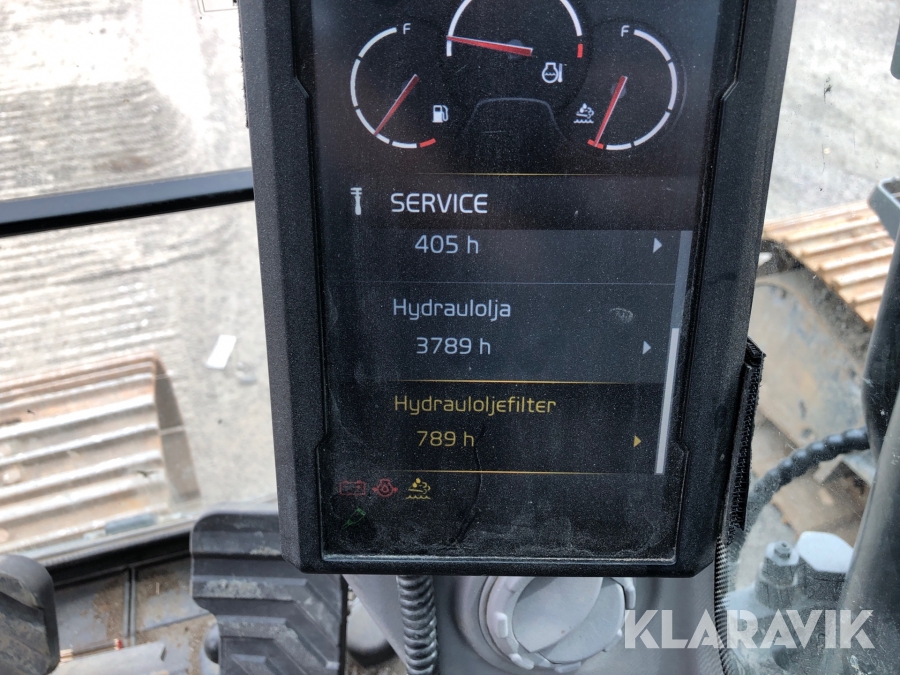 F
F
SERVICE
405 h
Hydraulolja
3789 h
Hydrauloljefilter
789 h
KLARAVIK